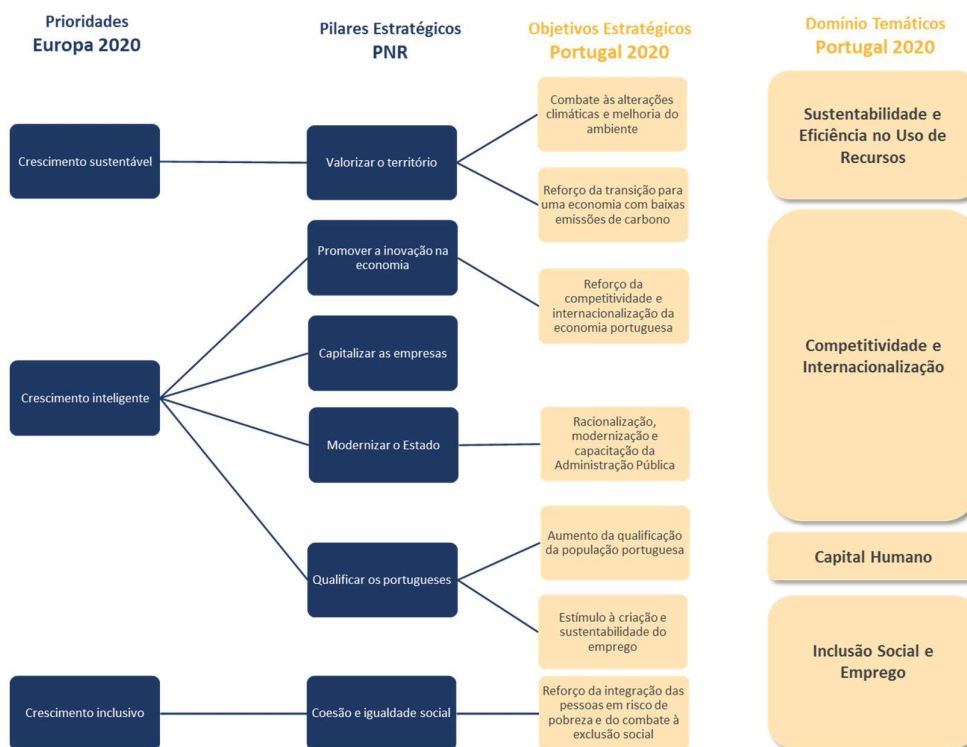 Prioridades
Europa 2020
Pilares Estratégicos
PNR
Objetivos Estratégicos
Portugal 2020
Domínio Temáticos
Portugal 2020
Crescimento sustentável
Valorizar o território
Combate às alterações
climáticas e melhoria do
ambiente
Reforço da transição para
uma economia com baixas
emissões de carbono
Sustentabilidade e
Eficiência no Uso de
Recursos
Crescimento inteligente
Promover a inovação na
economia
Reforço da
competitividade e
internacionalização da
economia portuguesa
Capitalizar as empresas
Modernizar o Estado
Racionalização,
modernização e
capacitação da
Administração Pública
Competitividade e
Internacionalização
Qualificar os portugueses
Aumento da qualificação
da população portuguesa
Estímulo à criação e
sustentabilidade do
emprego
Capital Humano
Crescimento inclusivo
Coesão e igualdade social
Reforço da integração das
pessoas em risco de
pobreza e do combate à
exclusão social
Inclusão Social e
Emprego